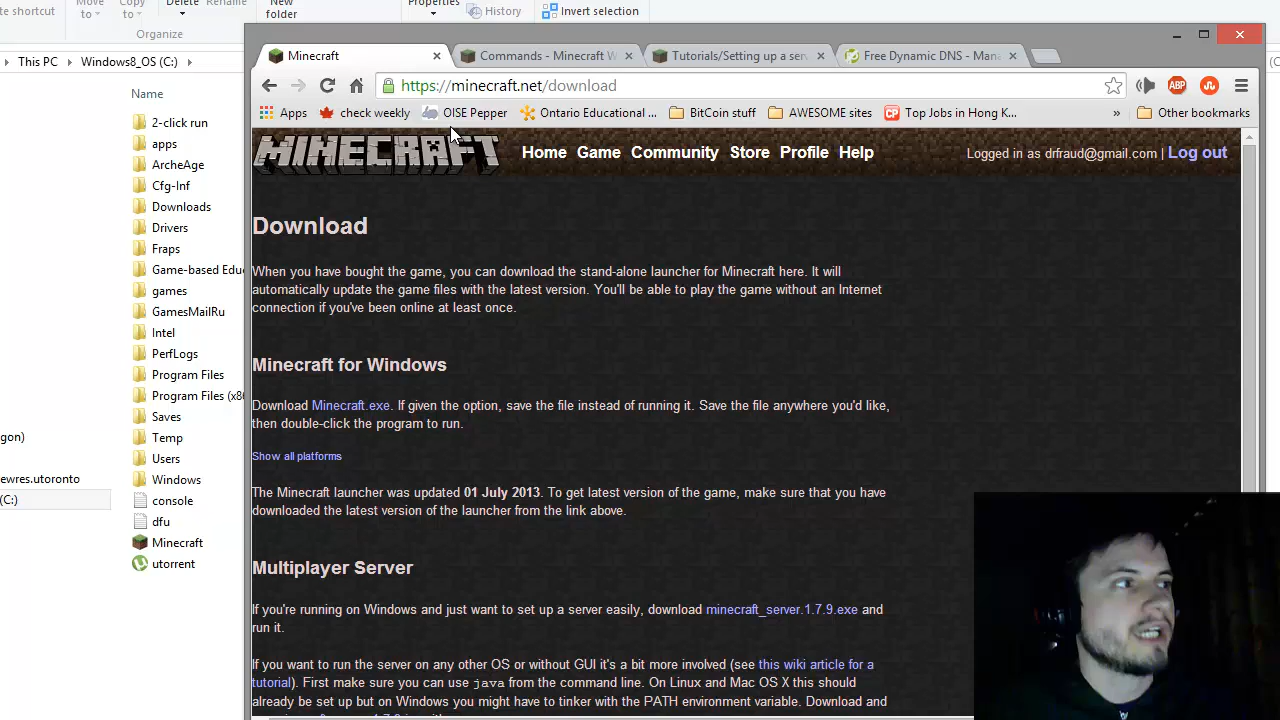 te shortcut
Move to
Copy to
Delete
Rename
New folder
Properties
History
Invert selection
Organize
This PC
Windows8_OS (C:)
Name
2-click run
apps
ArcheAge
Cfg-Inf
Downloads
Drivers
Fraps
Game-based Edu
games
GamesMailRu
Intel
PerfLogs
Program Files
Program Files (x8
Saves
Temp
Users
Windows
console
dfu
Minecraft
utorrent
gon)
ewres.utoronto
(C:)
Minecraft
Commands - Minecraft W
Tutorials/Setting up a ser
Free Dynamic DNS - Man
https://minecraft.net/download
ABP
Apps
check weekly
OISE Pepper
Ontario Educational ...
BitCoin stuff
AWESOME sites
CP
Top Jobs in Hong K...
»
Other bookmarks
MINECRAFT
Home Game Community Store Profile Help
Logged in as drfraud@gmail.com | Log out
Download
When you have bought the game, you can download the stand-alone launcher for Minecraft here. It will
automatically update the game files with the latest version. You'll be able to play the game without an Internet
connection if you've been online at least once.
Minecraft for Windows
Download Minecraft.exe. If given the option, save the file instead of running it. Save the file anywhere you'd like,
then double-click the program to run.
Show all platforms
The Minecraft launcher was updated 01 July 2013. To get latest version of the game, make sure that you have
downloaded the latest version of the launcher from the link above.
Multiplayer Server
If you're running on Windows and just want to set up a server easily, download minecraft_server.1.7.9.exe and
run it.
If you want to run the server on any other OS or without GUI it's a bit more involved (see this wiki article for a
tutorial). First make sure you can use java from the command line. On Linux and Mac OS X this should
already be set up but on Windows you might have to tinker with the PATH environment variable. Download and